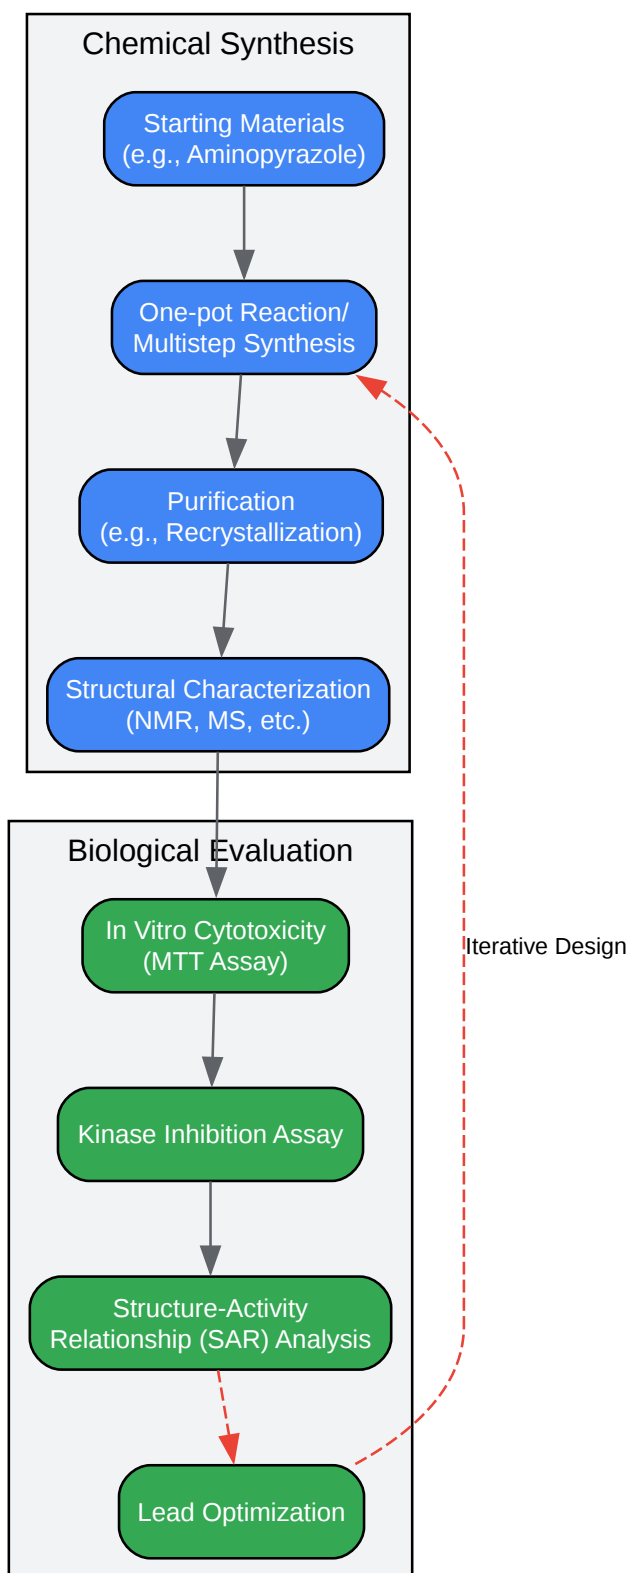 Chemical Synthesis
Starting Materials
(e.g., Aminopyrazole)
One-pot Reaction/
Multistep Synthesis
Purification
(e.g., Recrystallization)
Structural Characterization
(NMR, MS, etc.)
Biological Evaluation
In Vitro Cytotoxicity
(MTT Assay)
Iterative Design
Kinase Inhibition Assay
Structure-Activity
Relationship (SAR) Analysis
Lead Optimization